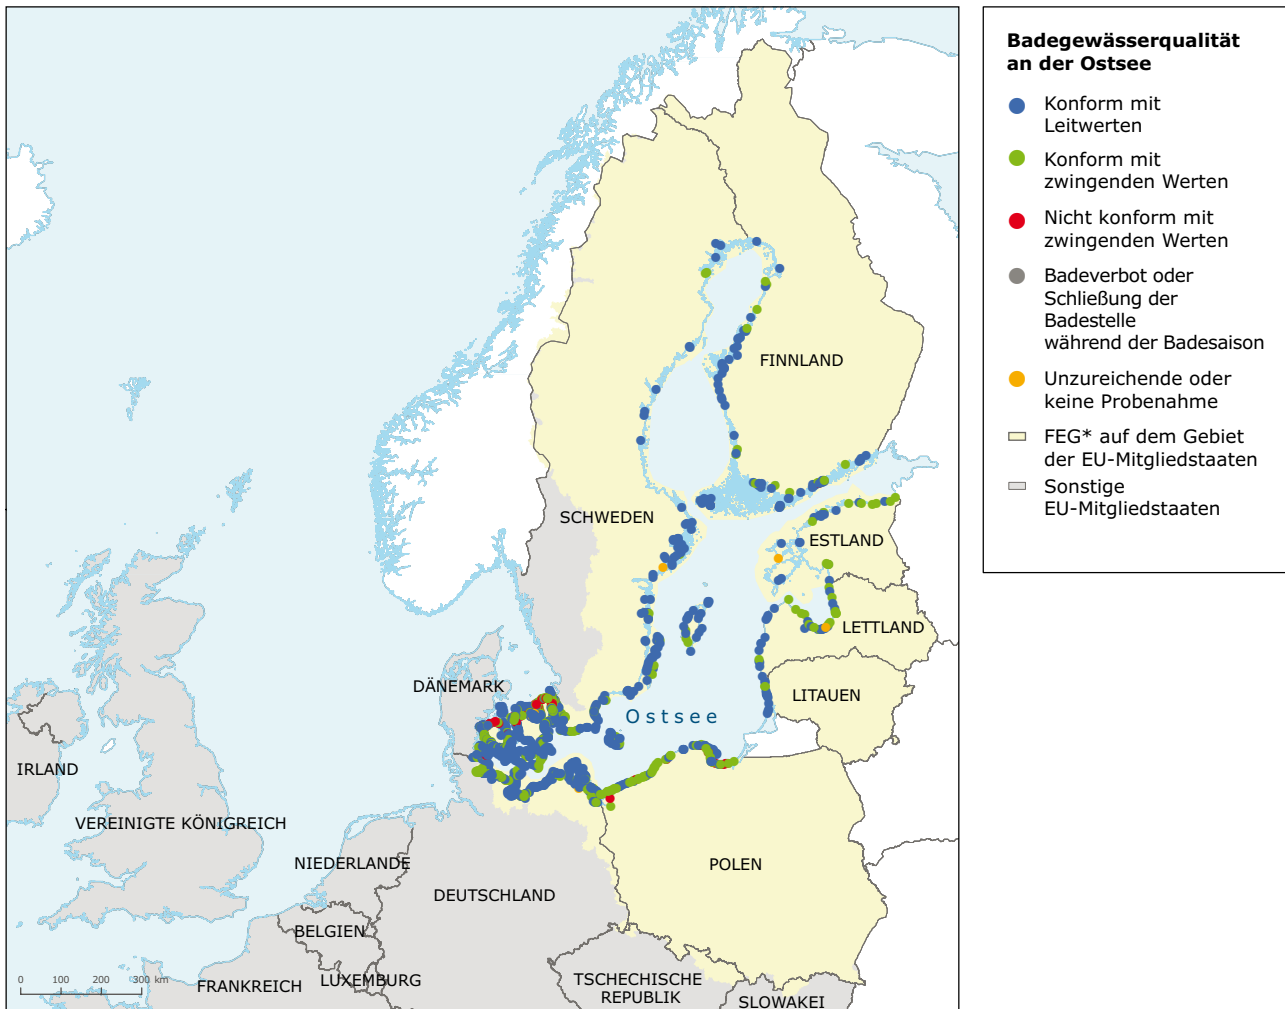 Badegewässerqualität
an der Ostsee
Konform mit
Leitwerten
Konform mit
zwingenden Werten
Nicht konform mit
zwingenden Werten
Badeverbot oder
Schließung der
Badestelle
während der Badesaison
Unzureichende oder
keine Probenahme
FEG* auf dem Gebiet
der EU-Mitgliedstaaten
Sonstige
EU-Mitgliedstaaten
FINNLAND
SCHWEDEN
ESTLAND
LETTLAND
LITAUEN
DÄNEMARK
Ostsee
IRLAND
VEREINIGTE KÖNIGREICH
NIEDERLANDE
POLEN
DEUTSCHLAND
BELGIEN
LUXEMBURG
FRANKREICH
TSCHECHISCHE
REPUBLIK
SLOWAKEI
0 100 200 300 km